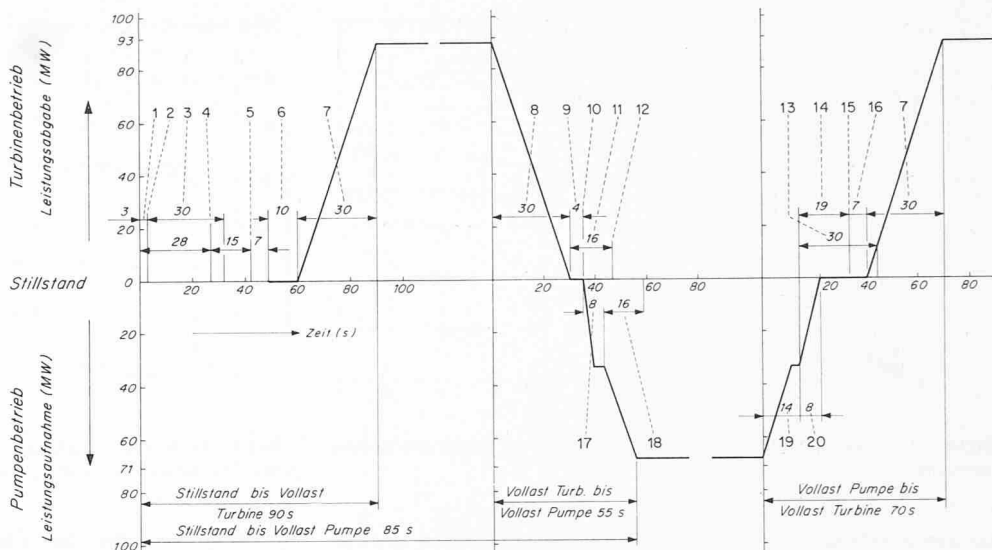 Turbinenbetrieb
Leistungsabgabe (MW)
100
93
80
60
40
20
0
Stillstand
20
40
60
71
80
100
Pumpenbetrieb
Leistungsaufnahme (MW)
1 2 3 4 5 6 7
3 30 10 30
28 15 7
20 40 60 80 100
Zeit (s)
8 9 10 11 12
30 4
16
20 40 60 80
8 16
17 18
13 14 15 16 7
19 7 30
30
20 40 60 80
14 8
19 20
Stillstand bis Vollast
Turbine 90 s
Stillstand bis Vollast Pumpe 85 s
Vollast Turb. bis
Vollast Pumpe 55 s
Vollast Pumpe bis
Vollast Turbine 70 s